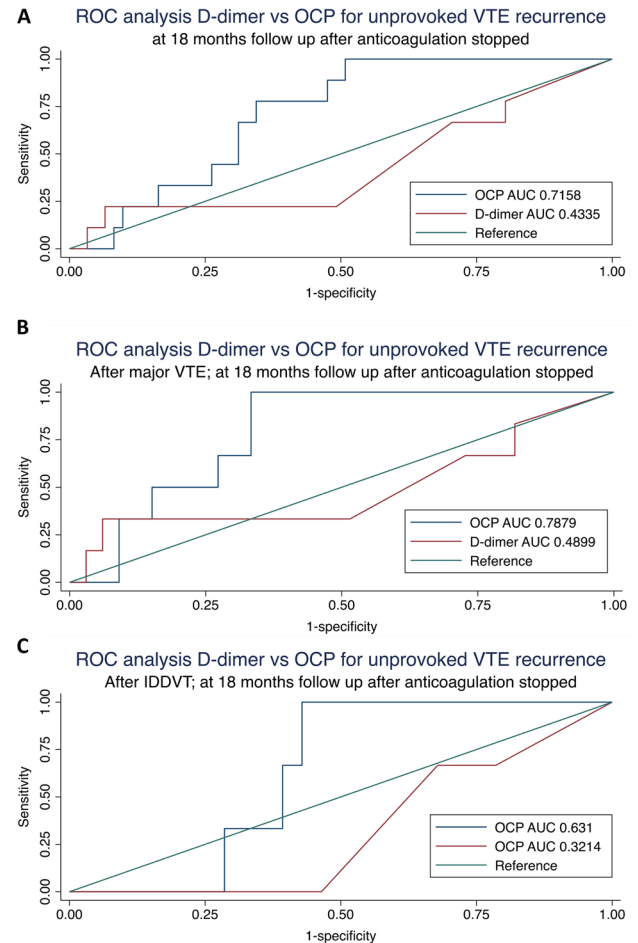 A
ROC analysis D-dimer vs OCP for unprovoked VTE recurrence
at 18 months follow up after anticoagulation stopped
1.00
0.75
0.50
0.25
0.00
Sensitivity
OCP AUC 0.7158
D-dimer AUC 0.4335
Reference
0.00 0.25 0.50 0.75 1.00
1-specificity
B
ROC analysis D-dimer vs OCP for unprovoked VTE recurrence
After major VTE; at 18 months follow up after anticoagulation stopped
1.00
0.75
0.50
0.25
0.00
Sensitivity
OCP AUC 0.7879
D-dimer AUC 0.4899
Reference
0.00 0.25 0.50 0.75 1.00
1-specificity
C
ROC analysis D-dimer vs OCP for unprovoked VTE recurrence
After IDDVT; at 18 months follow up after anticoagulation stopped
1.00
0.75
0.50
0.25
0.00
Sensitivity
OCP AUC 0.631
OCP AUC 0.3214
Reference
0.00 0.25 0.50 0.75 1.00
1-specificity